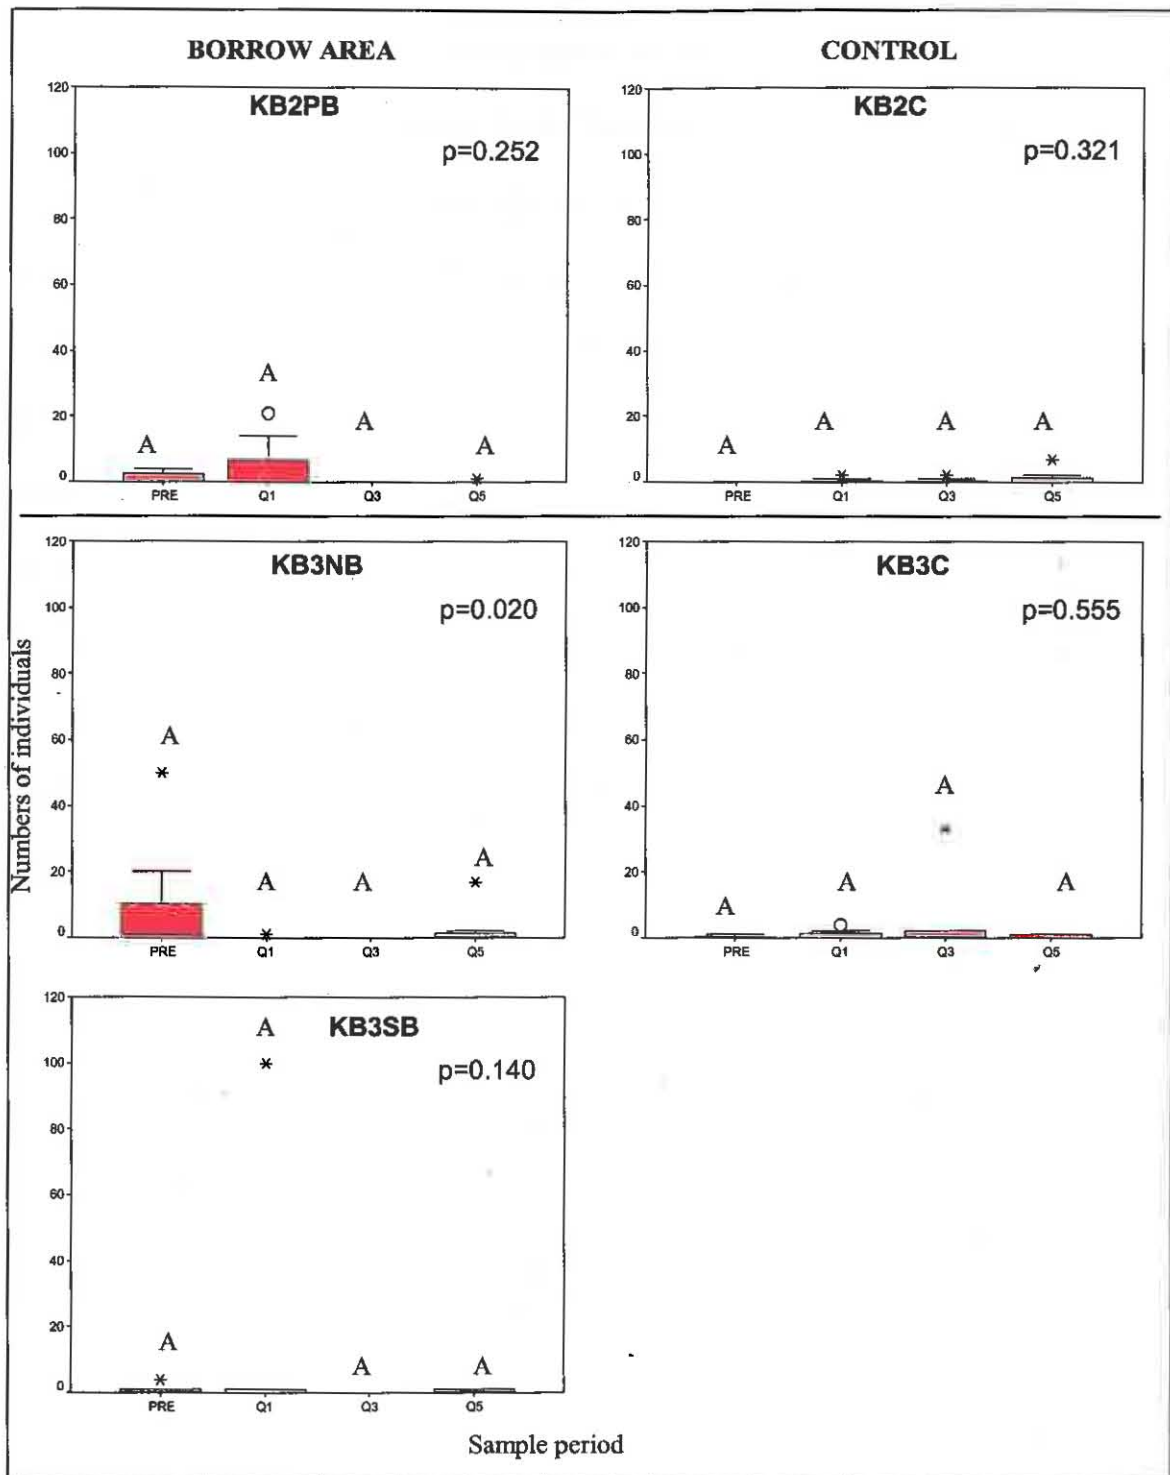 BORROW AREA CONTROL
KB2PB
p=0.252
120
100
80
60
40
20
0
A A A A
PRE Q1 Q3 Q5
KB2C
p=0.321
120
100
80
60
40
20
0
A A A A
PRE Q1 Q3 Q5
Numbers of individuals
KB3NB
p=0.020
120
100
80
60
40
20
0
A A A A
PRE Q1 Q3 Q5
KB3C
p=0.555
120
100
80
60
40
20
0
A A A A
PRE Q1 Q3 Q5
KB3SB
p=0.140
120
100
80
60
40
20
0
A A A A
PRE Q1 Q3 Q5
Sample period